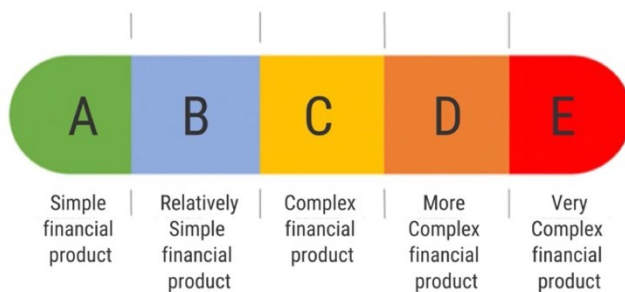 A
B
C
D
E
Simple
financial
product
Relatively
Simple
financial
product
Complex
financial
product
More
Complex
financial
product
Very
Complex
financial
product